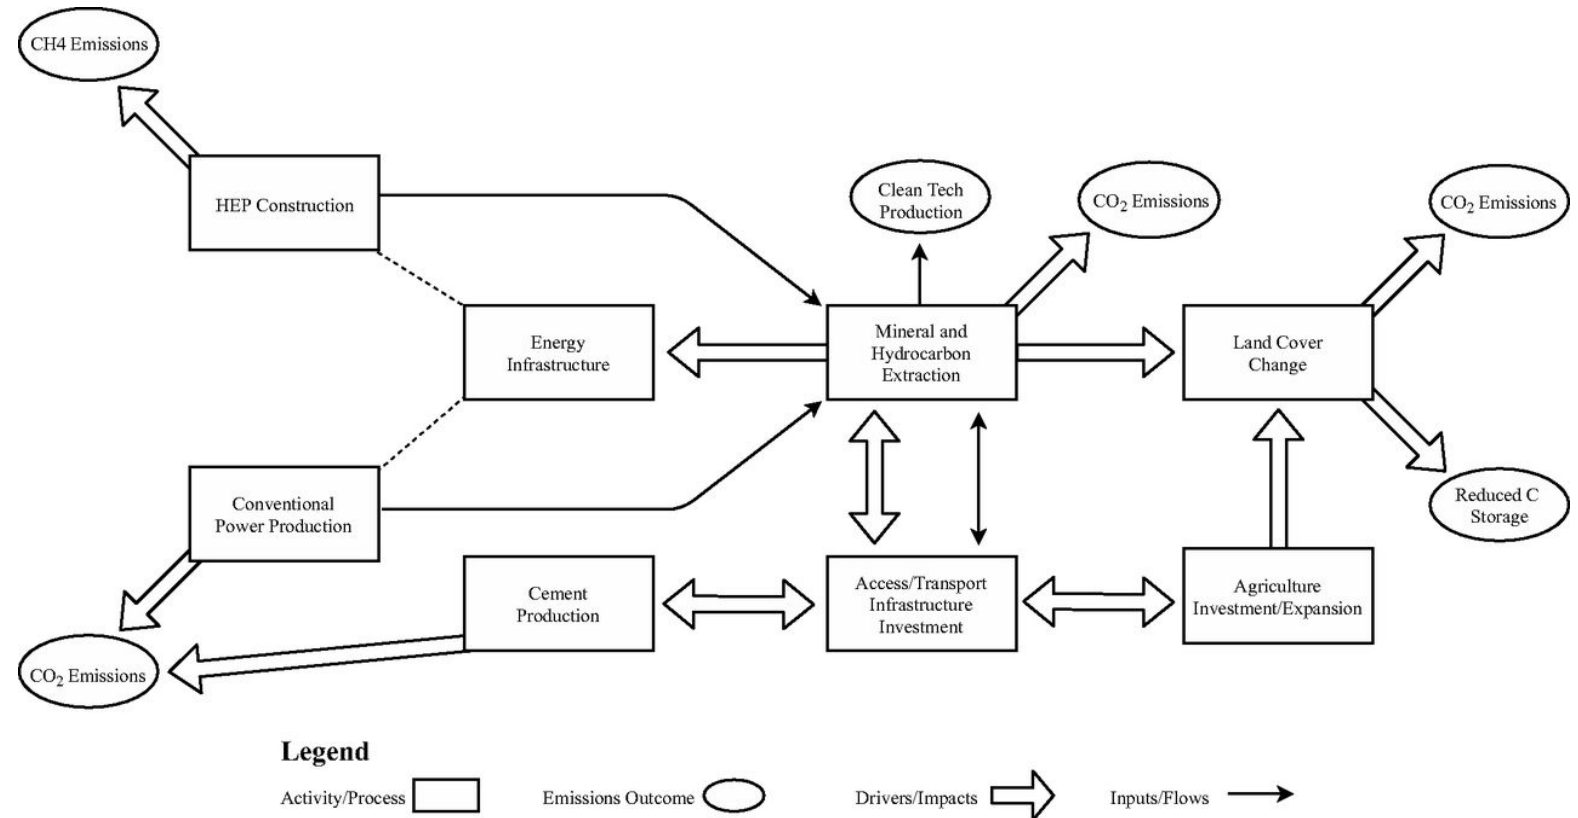 CH4 Emissions
HEP Construction
Clean Tech
Production
CO₂ Emissions
CO₂ Emissions
Energy
Infrastructure
Mineral and
Hydrocarbon
Extraction
Land Cover
Change
Conventional
Power Production
Reduced C
Storage
Cement
Production
Access/Transport
Infrastructure
Investment
Agriculture
Investment/Expansion
CO₂ Emissions
Legend
Activity/Process
Emissions Outcome
Drivers/Impacts
Inputs/Flows